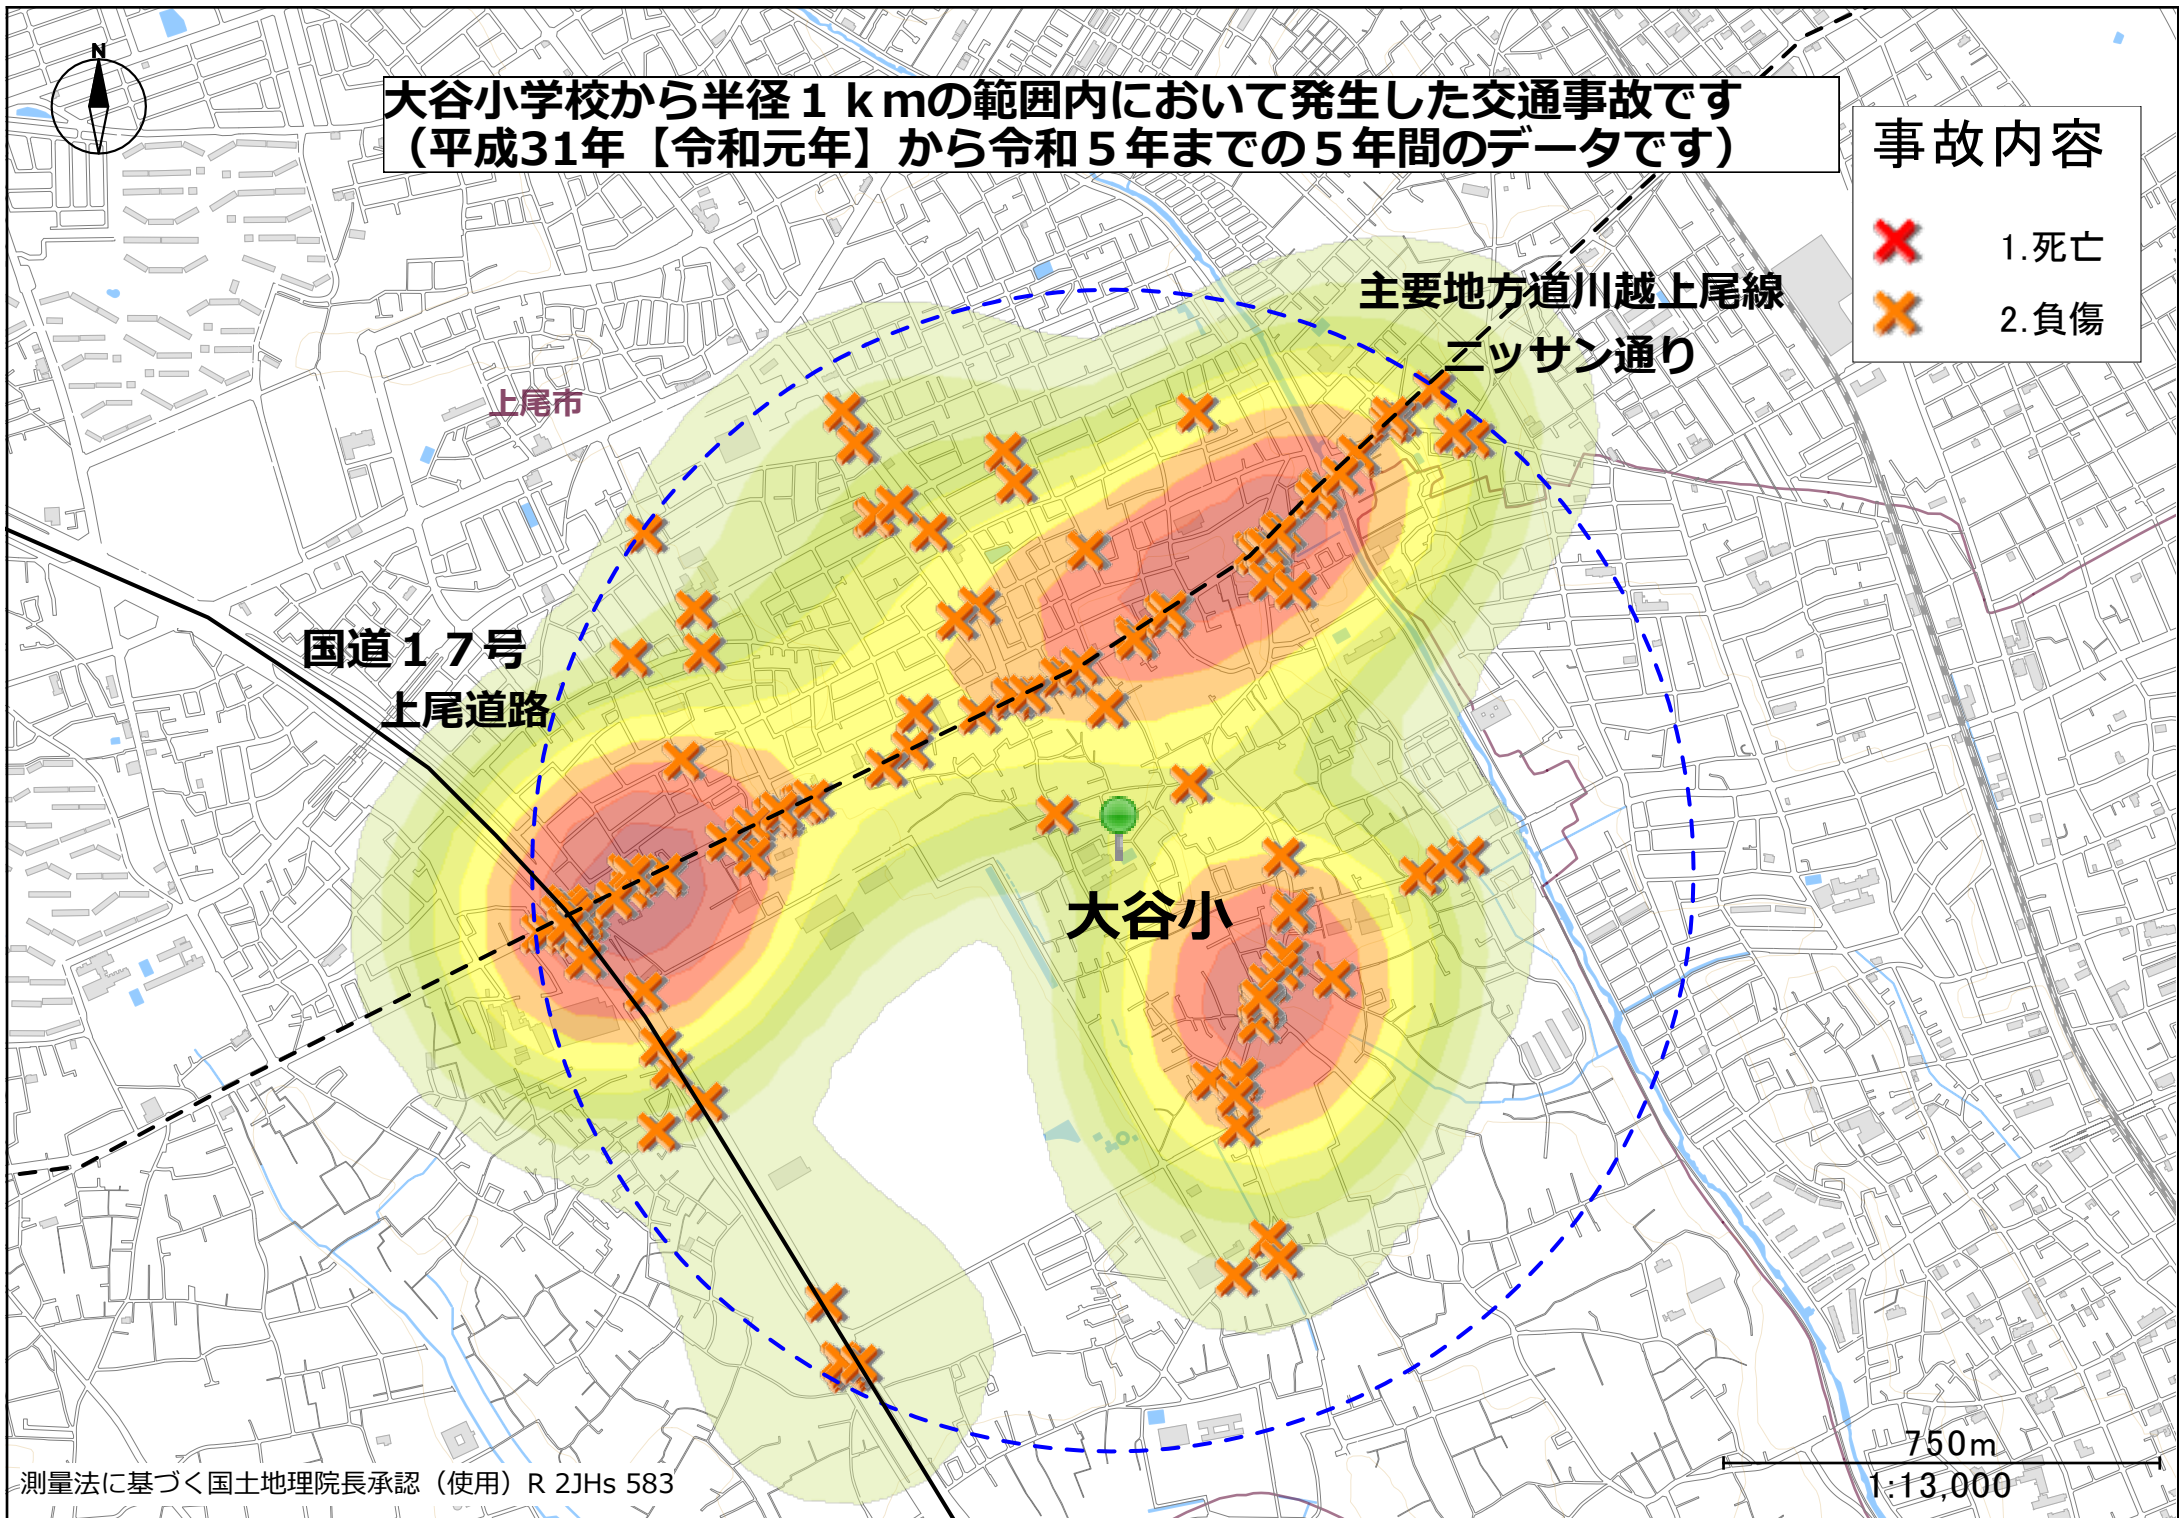 N
大谷小学校から半径１ｋｍの範囲内において発生した交通事故です
（平成31年【令和元年】から令和５年までの５年間のデータです）
事故内容
1.死亡
2.負傷
主要地方道川越上尾線
ニッサン通り
上尾市
国道１７号
上尾道路
大谷小
750m
1:13,000
測量法に基づく国土地理院長承認（使用）R 2JHs 583